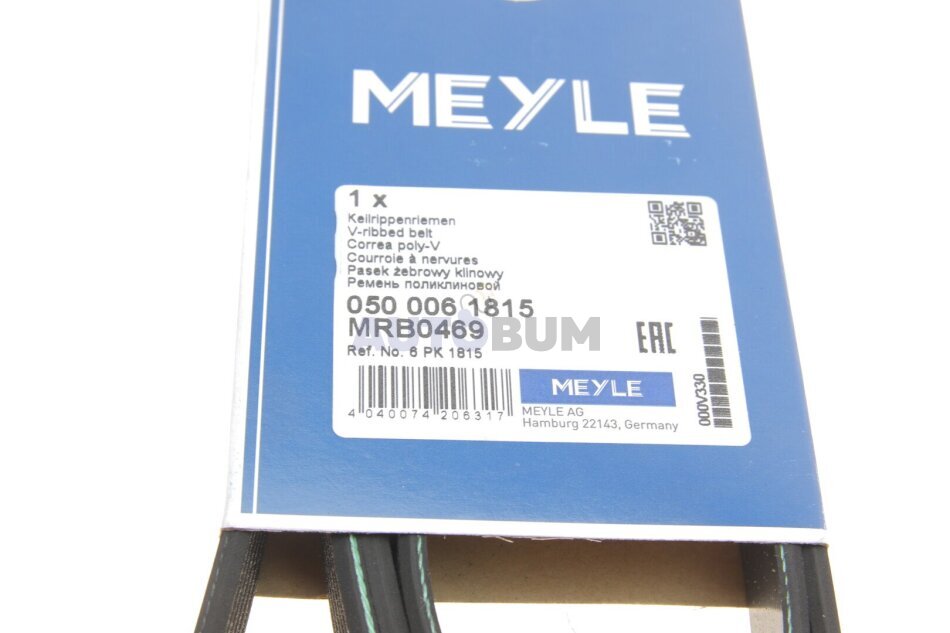 MEYLE
1 x
Keilrippenriemen
V-ribbed belt
Correa poly-V
Courroie à nervures
Pasek żebrowy klinowy
Ремень поликлиновой
050 006 1815
MRB0469
AUTOBUM
Ref. No. 6 PK 1815
EAC
4 040074 206317
MEYLE
MEYLE AG
Hamburg 22143, Germany
000V330